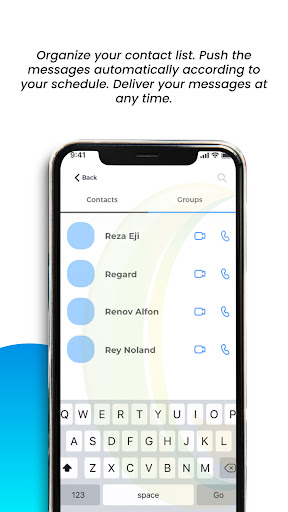 Organize your contact list. Push the
messages automatically according to
your schedule. Deliver your messages at
any time.
9:41
Back
Contacts Groups
Reza Eji
Regard
Renov Alfon
Rey Noland
Q W E R T Y U I O P
A S D F G H J K L
Z X C V B N M
123 space Go